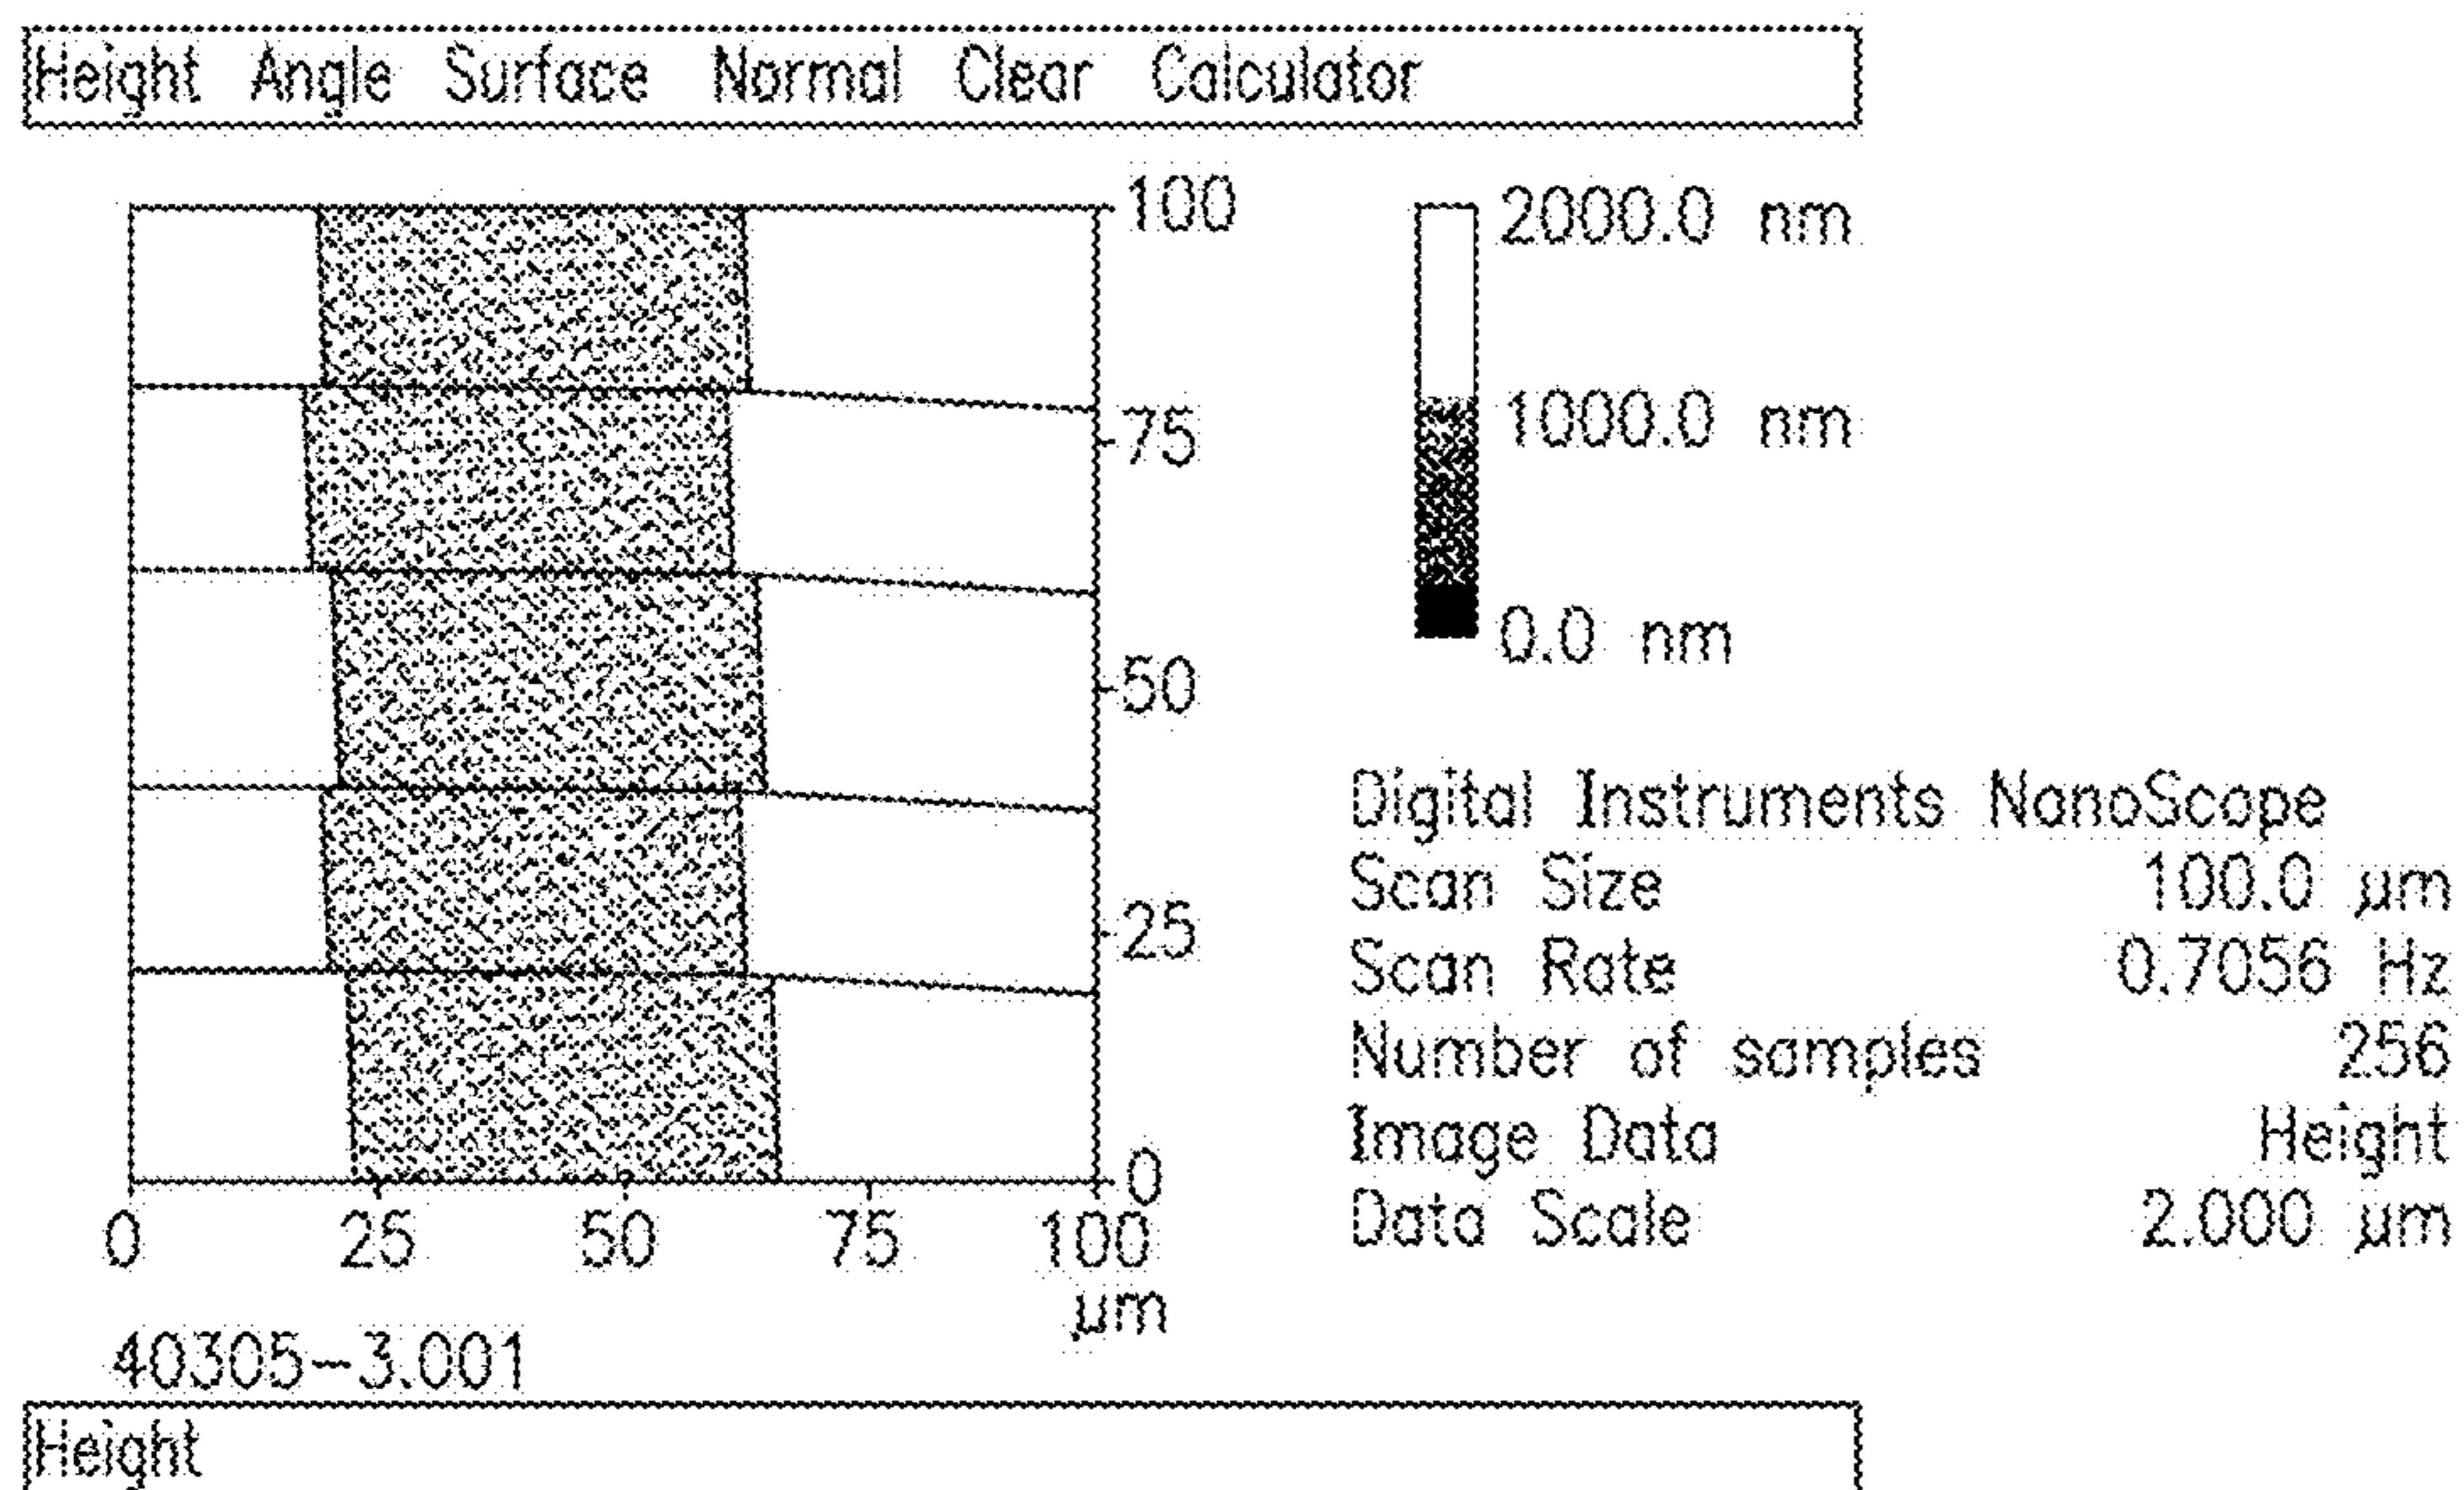 Height Angle Surface Normal Clear Calculator
100
75
50
25
0
0 25 50 75 100
µm
2000.0 nm
1000.0 nm
0.0 nm
Digital Instruments NanoScope
Scan Size 100.0 µm
Scan Rate 0.7056 Hz
Number of samples 256
Image Data Height
Data Scale 2.000 µm
40305-3.001
Height